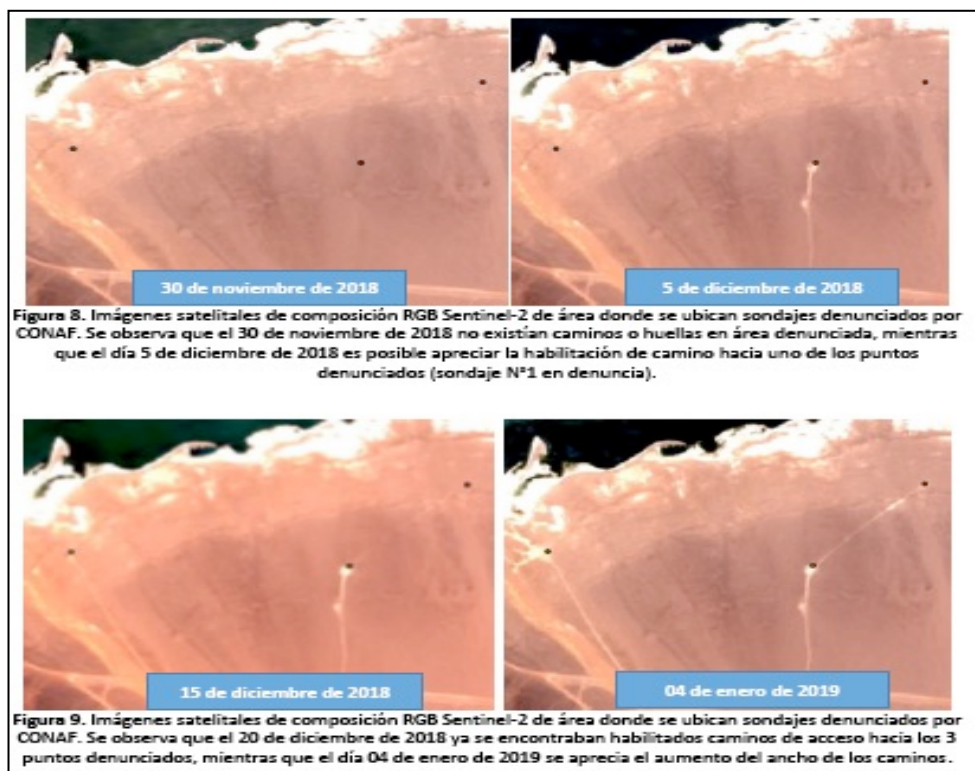 30 de noviembre de 2018
5 de diciembre de 2018
Figura 8. Imágenes satelitales de composición RGB Sentinel-2 de área donde se ubican sondajes denunciados por
CONAF. Se observa que el 30 de noviembre de 2018 no existían caminos o huellas en área denunciada, mientras
que el día 5 de diciembre de 2018 es posible apreciar la habilitación de camino hacia uno de los puntos
denunciados (sondaje N°1 en denuncia).
15 de diciembre de 2018
04 de enero de 2019
Figura 9. Imágenes satelitales de composición RGB Sentinel-2 de área donde se ubican sondajes denunciados por
CONAF. Se observa que el 20 de diciembre de 2018 ya se encontraban habilitados caminos de acceso hacia los 3
puntos denunciados, mientras que el día 04 de enero de 2019 se aprecia el aumento del ancho de los caminos.